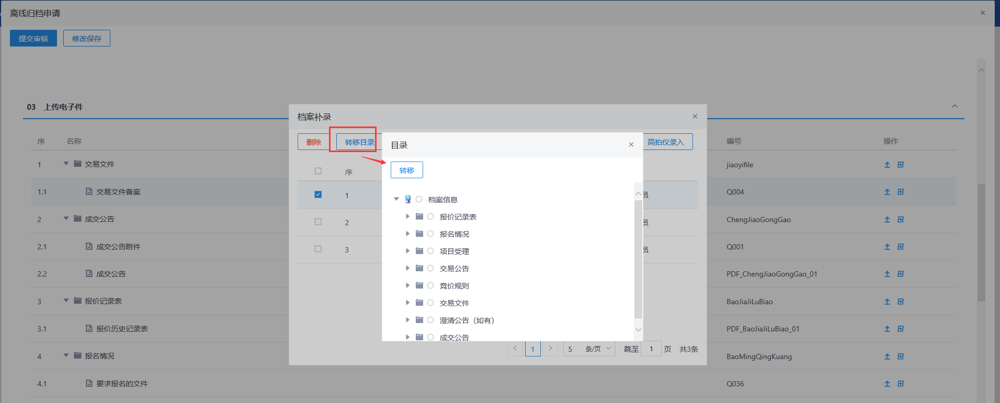 离线归档申请
提交审核 修改保存
03 上传电子件
序 名称 编号 操作
1 交易文件 jiaoyifile
1.1 交易文件备案 Q004
2 成交公告 ChengJiaoGongGao
2.1 成交公告附件 Q001
2.2 成交公告 PDF_ChengJiaoGongGao_01
3 报价记录表 BaoJiaJiLuBiao
3.1 报价历史记录表 PDF_BaoJiaJiLuBiao_01
4 报名情况 BaoMingQingKuang
4.1 要求报名的文件 Q036
档案补录
删除 转移目录 高拍仪录入
序
1 员
2 员
3 员
1 5 条/页 跳至 1 页 共3条
目录
转移
档案信息
报价记录表
报名情况
项目受理
交易公告
竞价规则
交易文件
澄清公告（如有）
成交公告